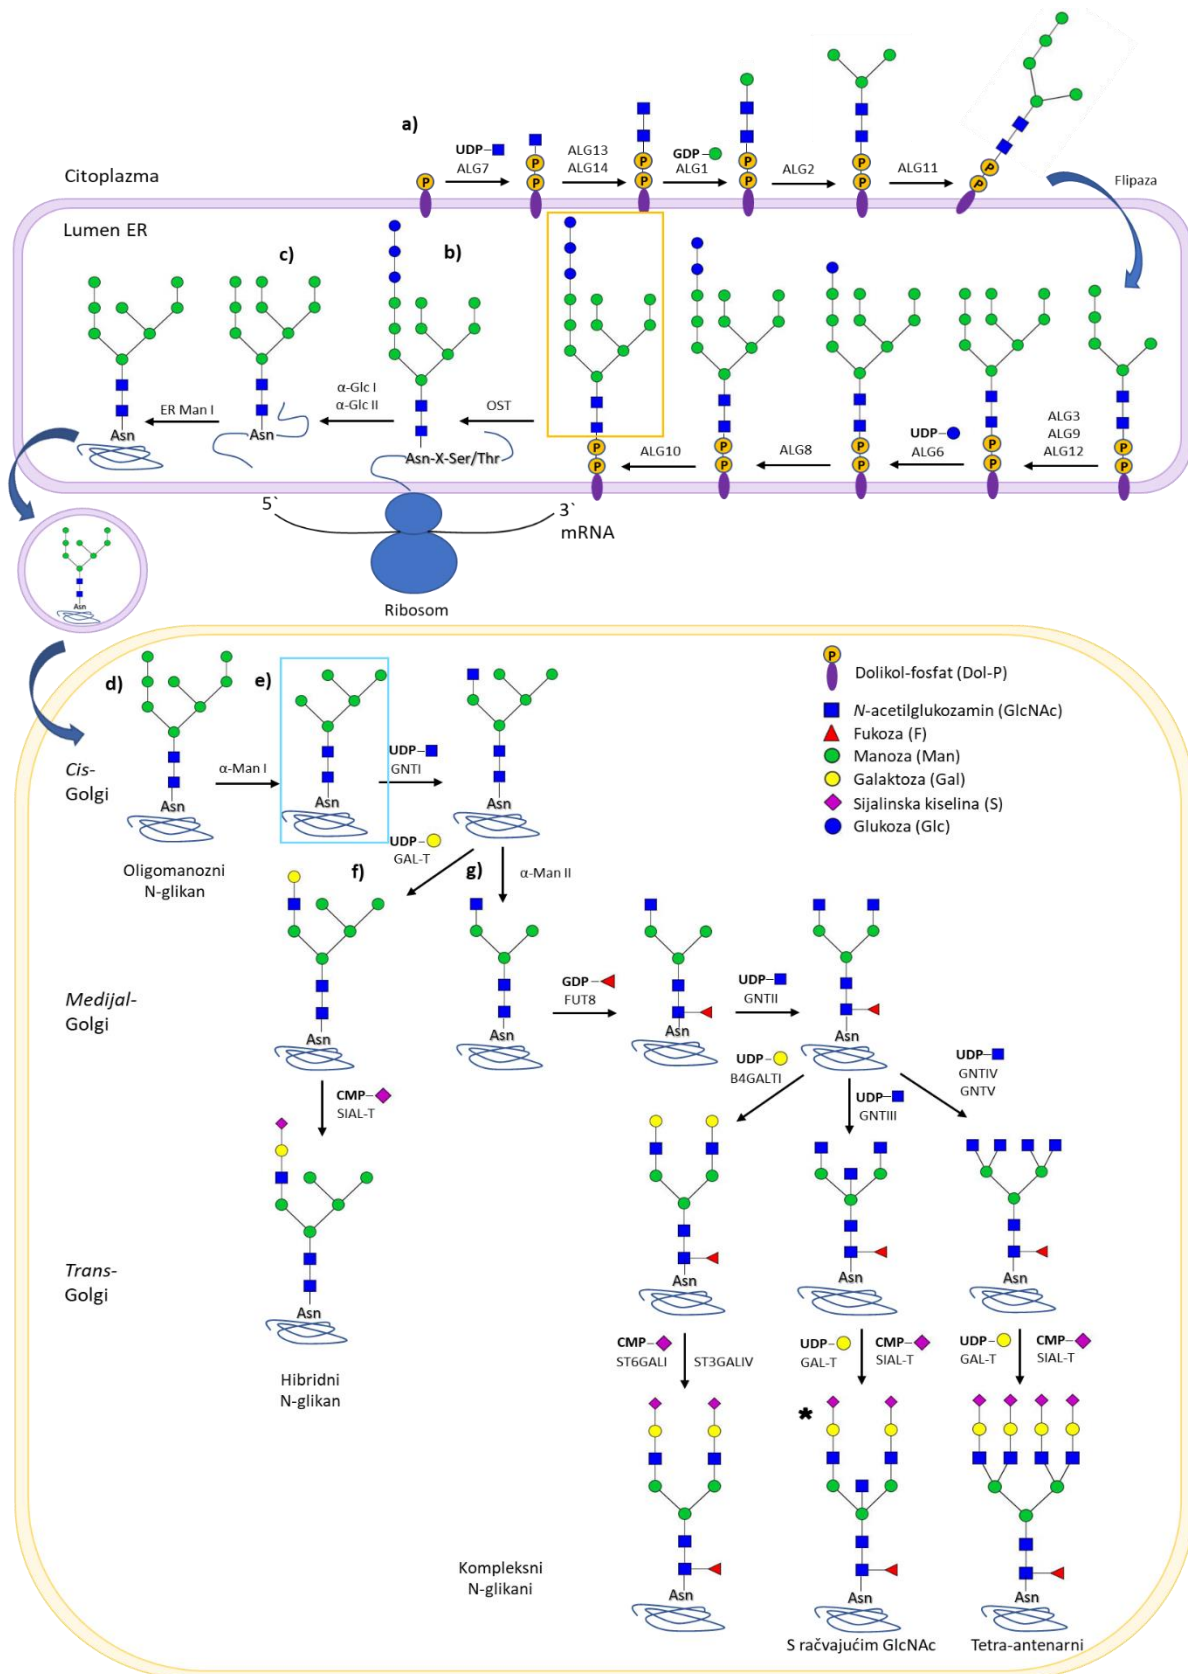 a)
UDP-
ALG7
ALG13
ALG14
GDP-
ALG1
ALG2
ALG11
P
P
P
P
P
P
P
P
P
P
P
Citoplazma
Flipaza
Lumen ER
c)
b)
α-Glc I
α-Glc II
ER Man I
OST
Asn
Asn
Asn-X-Ser/Thr
ALG10
ALG8
UDP-
ALG6
ALG3
ALG9
ALG12
P
P
P
P
P
P
P
P
P
P
5`
3`
mRNA
Ribosom
Asn
d)
e)
P
Dolikol-fosfat (Dol-P)
N-acetilglukozamin (GlcNAc)
Fukoza (F)
Manoza (Man)
Galaktoza (Gal)
Sijalinska kiselina (S)
Glukoza (Glc)
Cis-
Golgi
α-Man I
UDP-
GNTI
Asn
Asn
Asn
Oligomanozni
N-glikan
UDP-
GAL-T
f)
g)
α-Man II
Medijal-
Golgi
GDP-
FUT8
UDP-
GNTII
Asn
Asn
Asn
Asn
CMP-
SIAL-T
UDP-
B4GALTI
UDP-
GNTIII
UDP-
GNTIV
GNTV
Trans-
Golgi
Asn
Asn
Asn
Asn
Hibridni
N-glikan
CMP-
ST6GALI
ST3GALIV
UDP-
GAL-T
CMP-
SIAL-T
UDP-
GAL-T
CMP-
SIAL-T
*
Kompleksni
N-glikani
Asn
Asn
Asn
S račvajućim GlcNAc
Tetra-antenarni